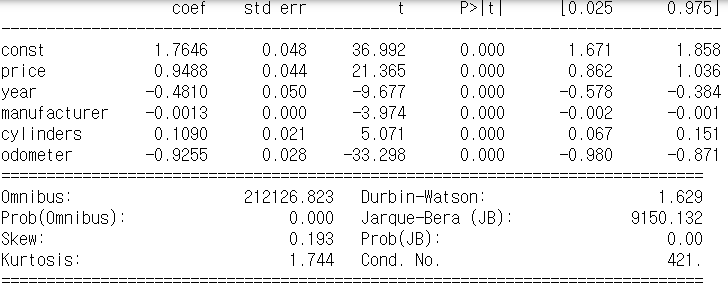 coef std err t P>|t| [0.025 0.975]
const 1.7646 0.048 36.992 0.000 1.671 1.858
price 0.9488 0.044 21.365 0.000 0.862 1.036
year -0.4810 0.050 -9.677 0.000 -0.578 -0.384
manufacturer -0.0013 0.000 -3.974 0.000 -0.002 -0.001
cylinders 0.1090 0.021 5.071 0.000 0.067 0.151
odometer -0.9255 0.028 -33.298 0.000 -0.980 -0.871
Omnibus: 212126.823 Durbin-Watson: 1.629
Prob(Omnibus): 0.000 Jarque-Bera (JB): 9150.132
Skew: 0.193 Prob(JB): 0.00
Kurtosis: 1.744 Cond. No. 421.